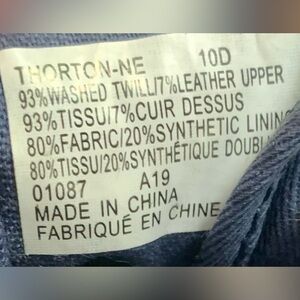 THORTON-NE 10D
93%WASHED TWILL/7%LEATHER UPPER
93%TISSU/7%CUIR DESSUS
80%FABRIC/20%SYNTHETIC LINING
80%TISSU/20%SYNTHÉTIQUE DOUBL
01087 A19
MADE IN CHINA
FABRIQUÉ EN CHINE